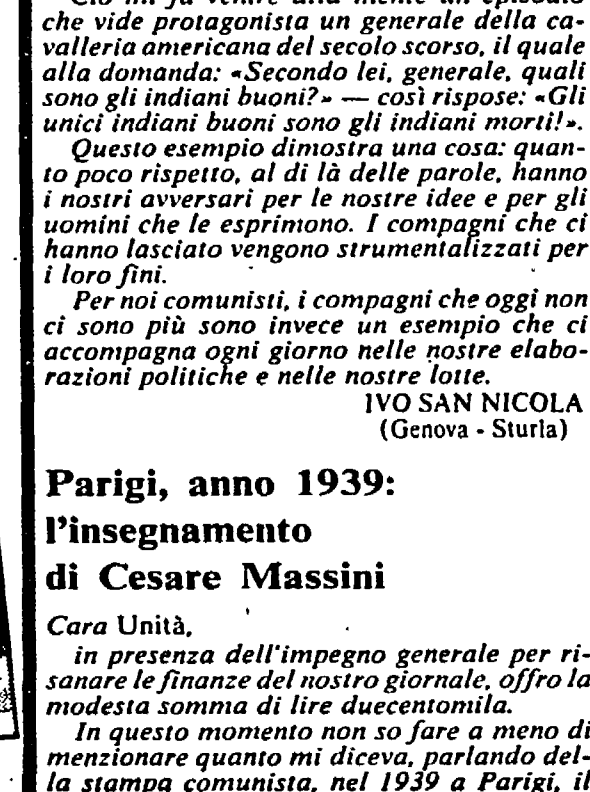 Ciò mi fa venire alla mente un episodio
che vide protagonista un generale della ca-
valleria americana del secolo scorso, il quale
alla domanda: «Secondo lei, generale, quali
sono gli indiani buoni?» — così rispose: «Gli
unici indiani buoni sono gli indiani morti!».
Questo esempio dimostra una cosa: quan-
to poco rispetto, al di là delle parole, hanno
i nostri avversari per le nostre idee e per gli
uomini che le esprimono. I compagni che ci
hanno lasciato vengono strumentalizzati per
i loro fini.
Per noi comunisti, i compagni che oggi non
ci sono più sono invece un esempio che ci
accompagna ogni giorno nelle nostre elabo-
razioni politiche e nelle nostre lotte.
IVO SAN NICOLA
(Genova - Sturla)
Parigi, anno 1939:
l'insegnamento
di Cesare Massini
Cara Unità,
in presenza dell'impegno generale per ri-
sanare le finanze del nostro giornale, offro la
modesta somma di lire duecentomila.
In questo momento non so fare a meno di
menzionare quanto mi diceva, parlando del-
la stampa comunista, nel 1939 a Parigi, il